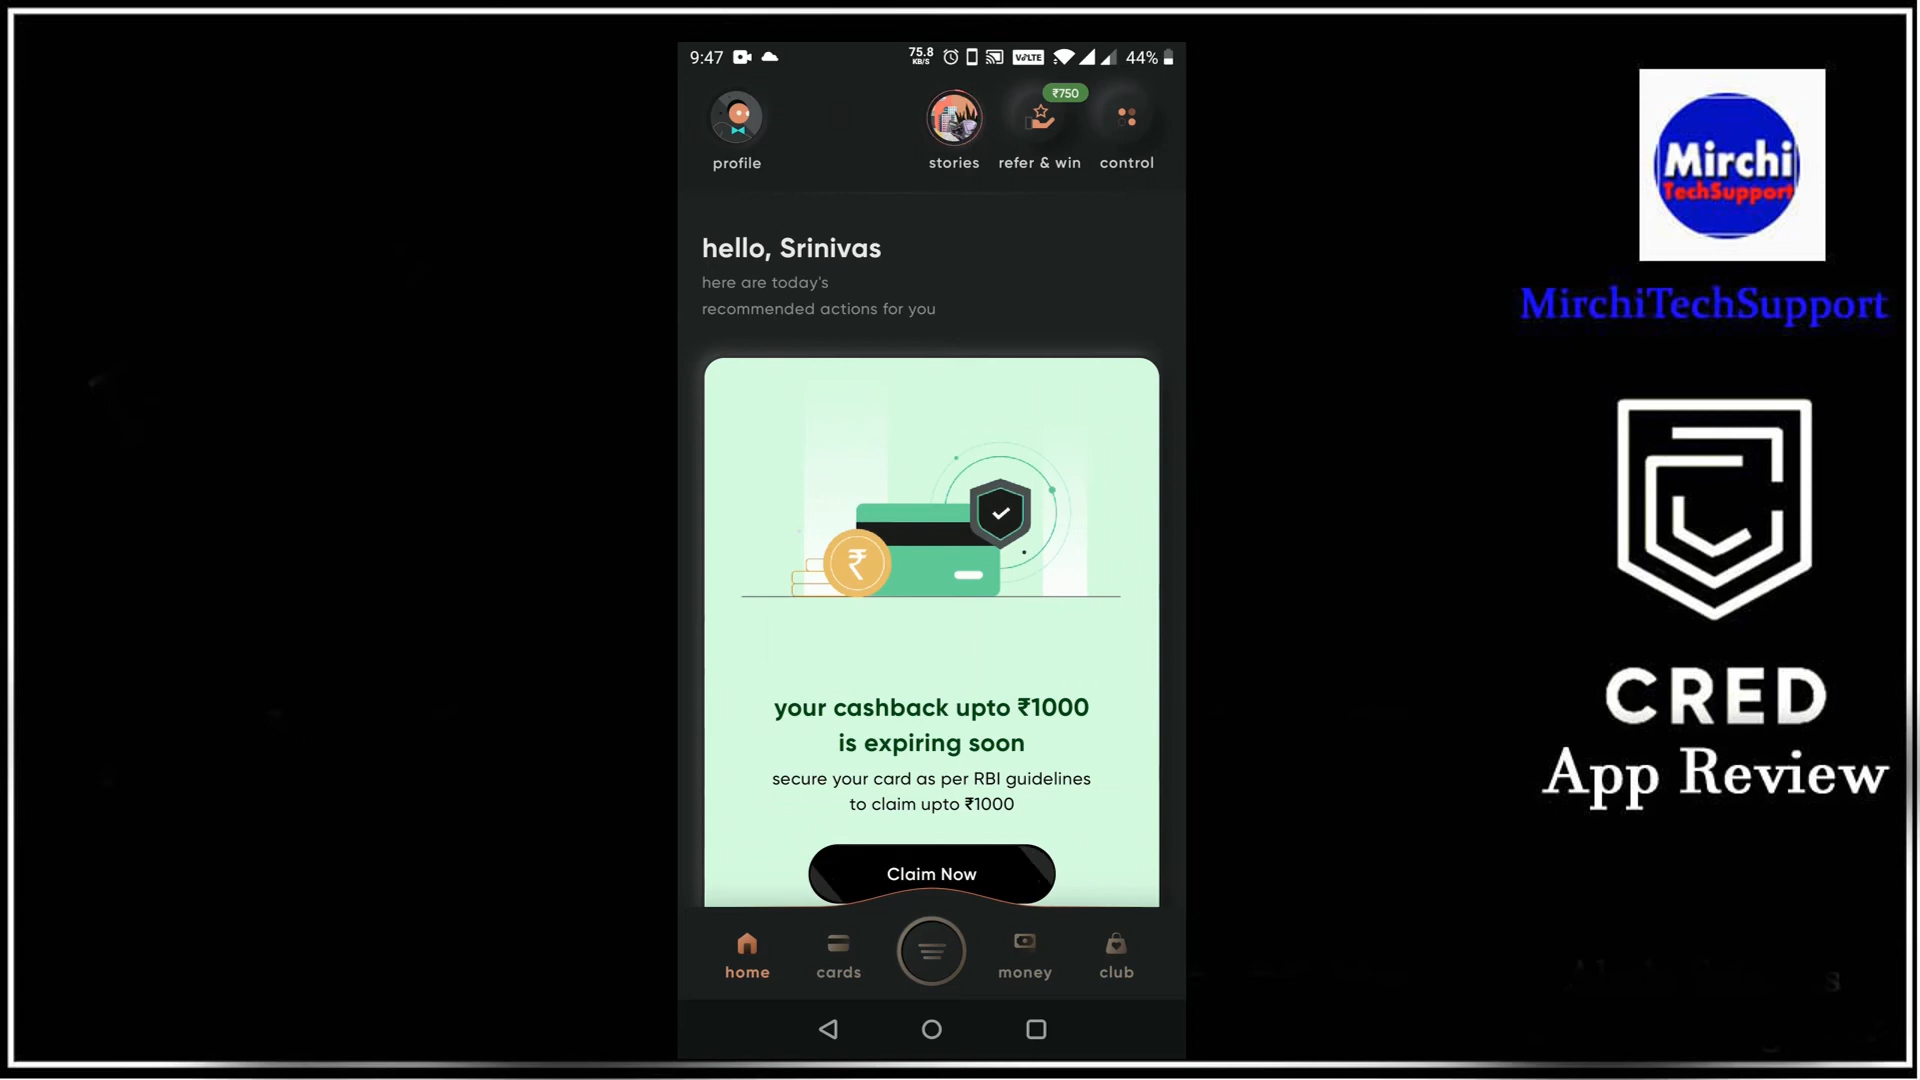 9:47
75.8
KB/S
VoLTE
44%
₹750
profile
stories
refer & win
control
hello, Srinivas
here are today's
recommended actions for you
₹
your cashback upto ₹1000
is expiring soon
secure your card as per RBI guidelines
to claim upto ₹1000
Claim Now
home
cards
money
club
Mirchi
TechSupport
MirchiTechSupport
CRED
App Review